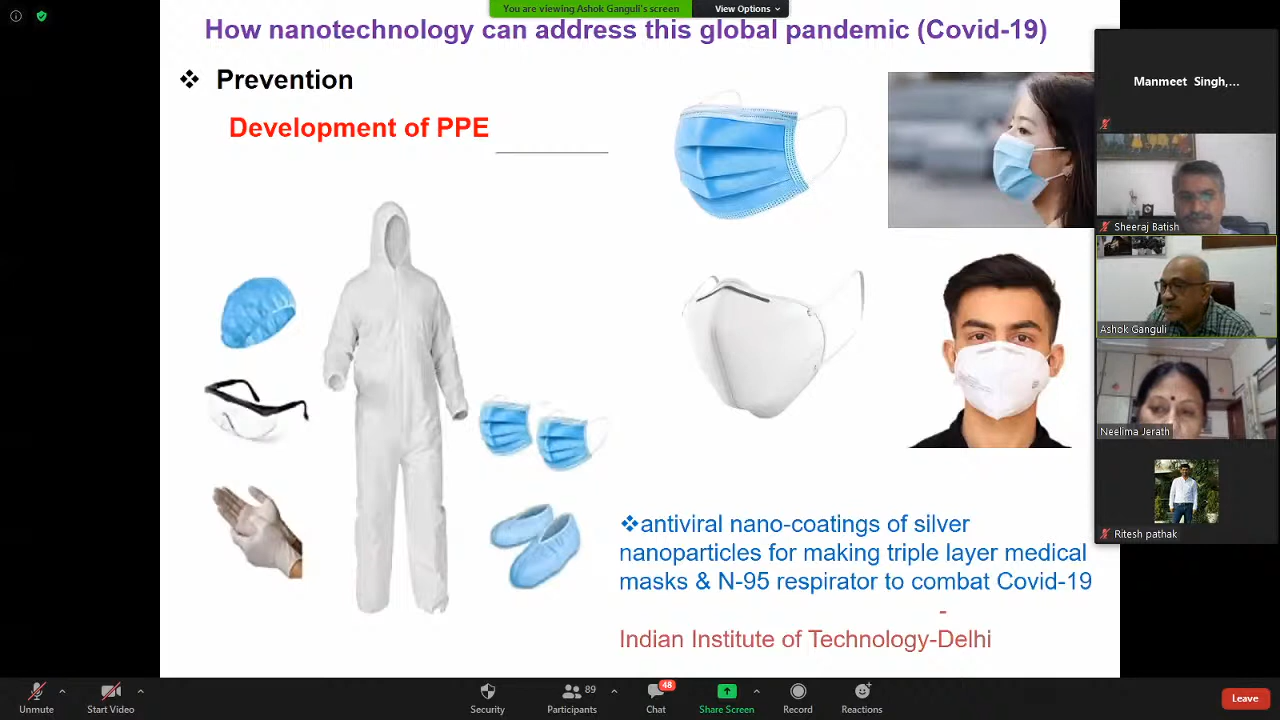 You are viewing Ashok Ganguli's screen
View Options
How nanotechnology can address this global pandemic (Covid-19)
❖ Prevention
Development of PPE
❖antiviral nano-coatings of silver
nanoparticles for making triple layer medical
masks & N-95 respirator to combat Covid-19
-
Indian Institute of Technology-Delhi
Manmeet Singh,...
Sheeraj Batish
Ashok Ganguli
Neelima Jerath
Ritesh pathak
Unmute
Start Video
Security
89
Participants
48
Chat
Share Screen
Record
Reactions
Leave